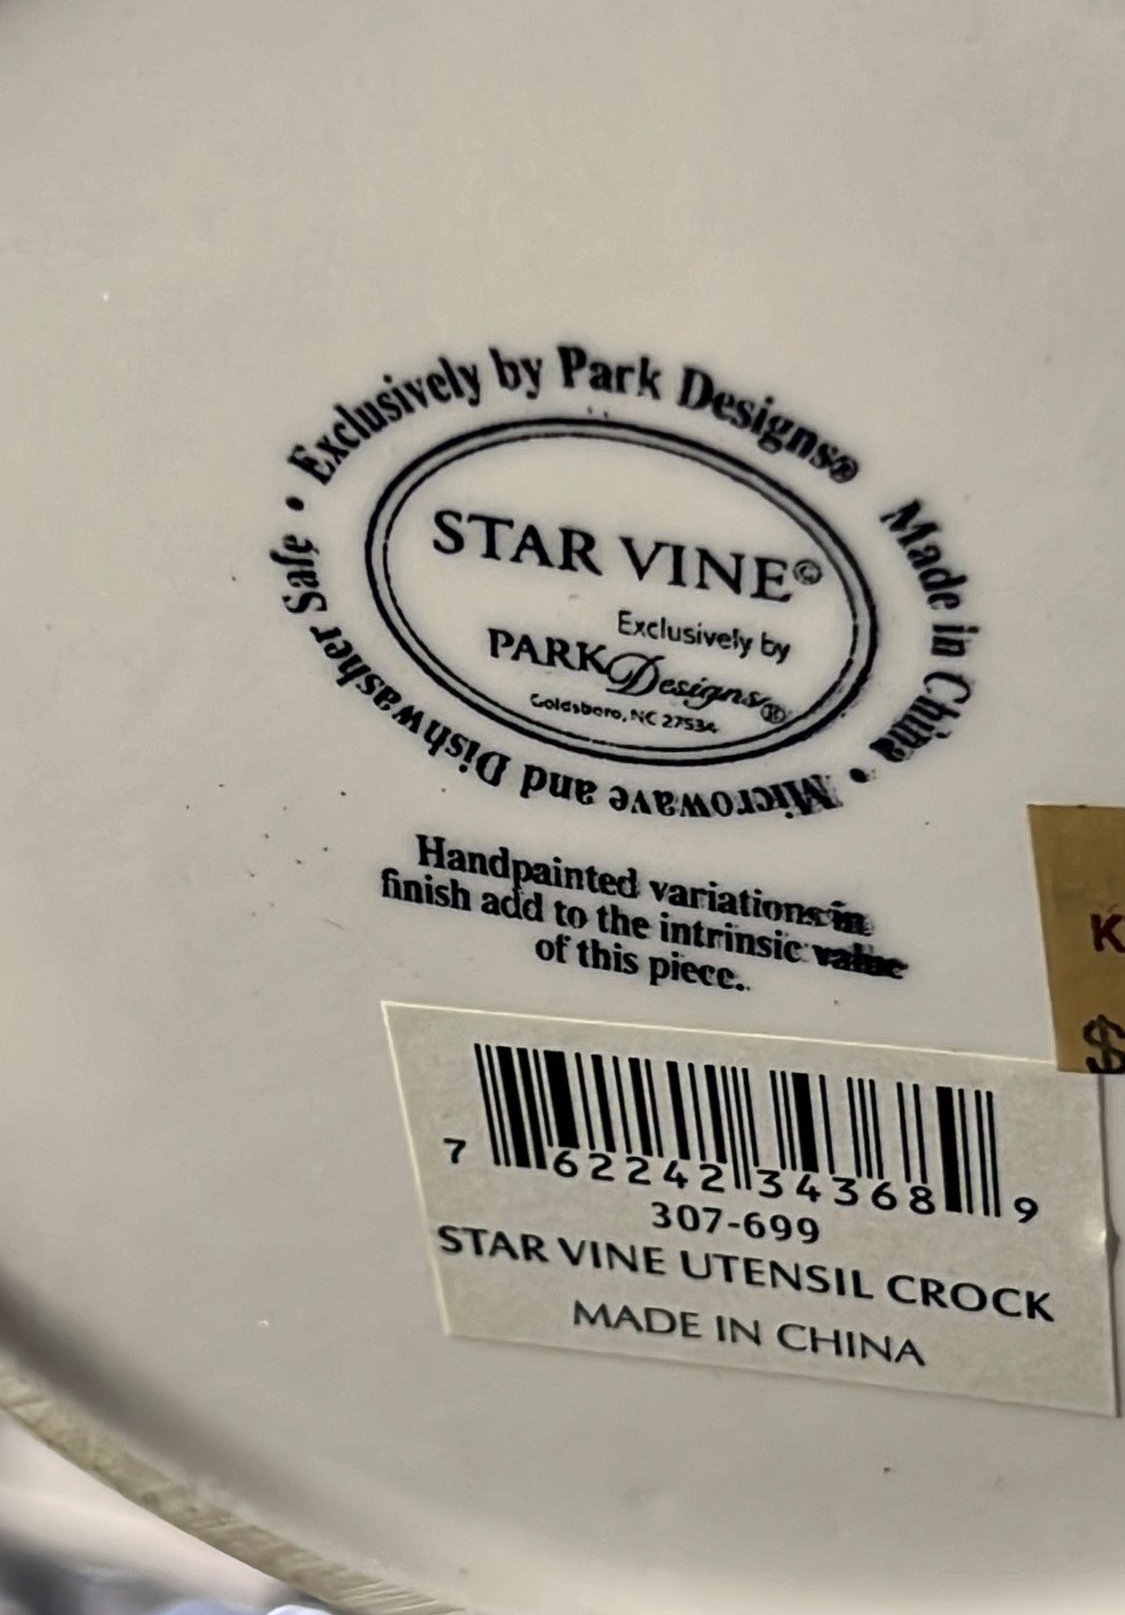 Exclusively by Park Designs® Made in China • Microwave and Dishwasher Safe •
STAR VINE©
Exclusively by
PARK Designs®
Goldsboro, NC 27534
Handpainted variations in
finish add to the intrinsic value
of this piece.
K
$
7 62242 34368 9
307-699
STAR VINE UTENSIL CROCK
MADE IN CHINA